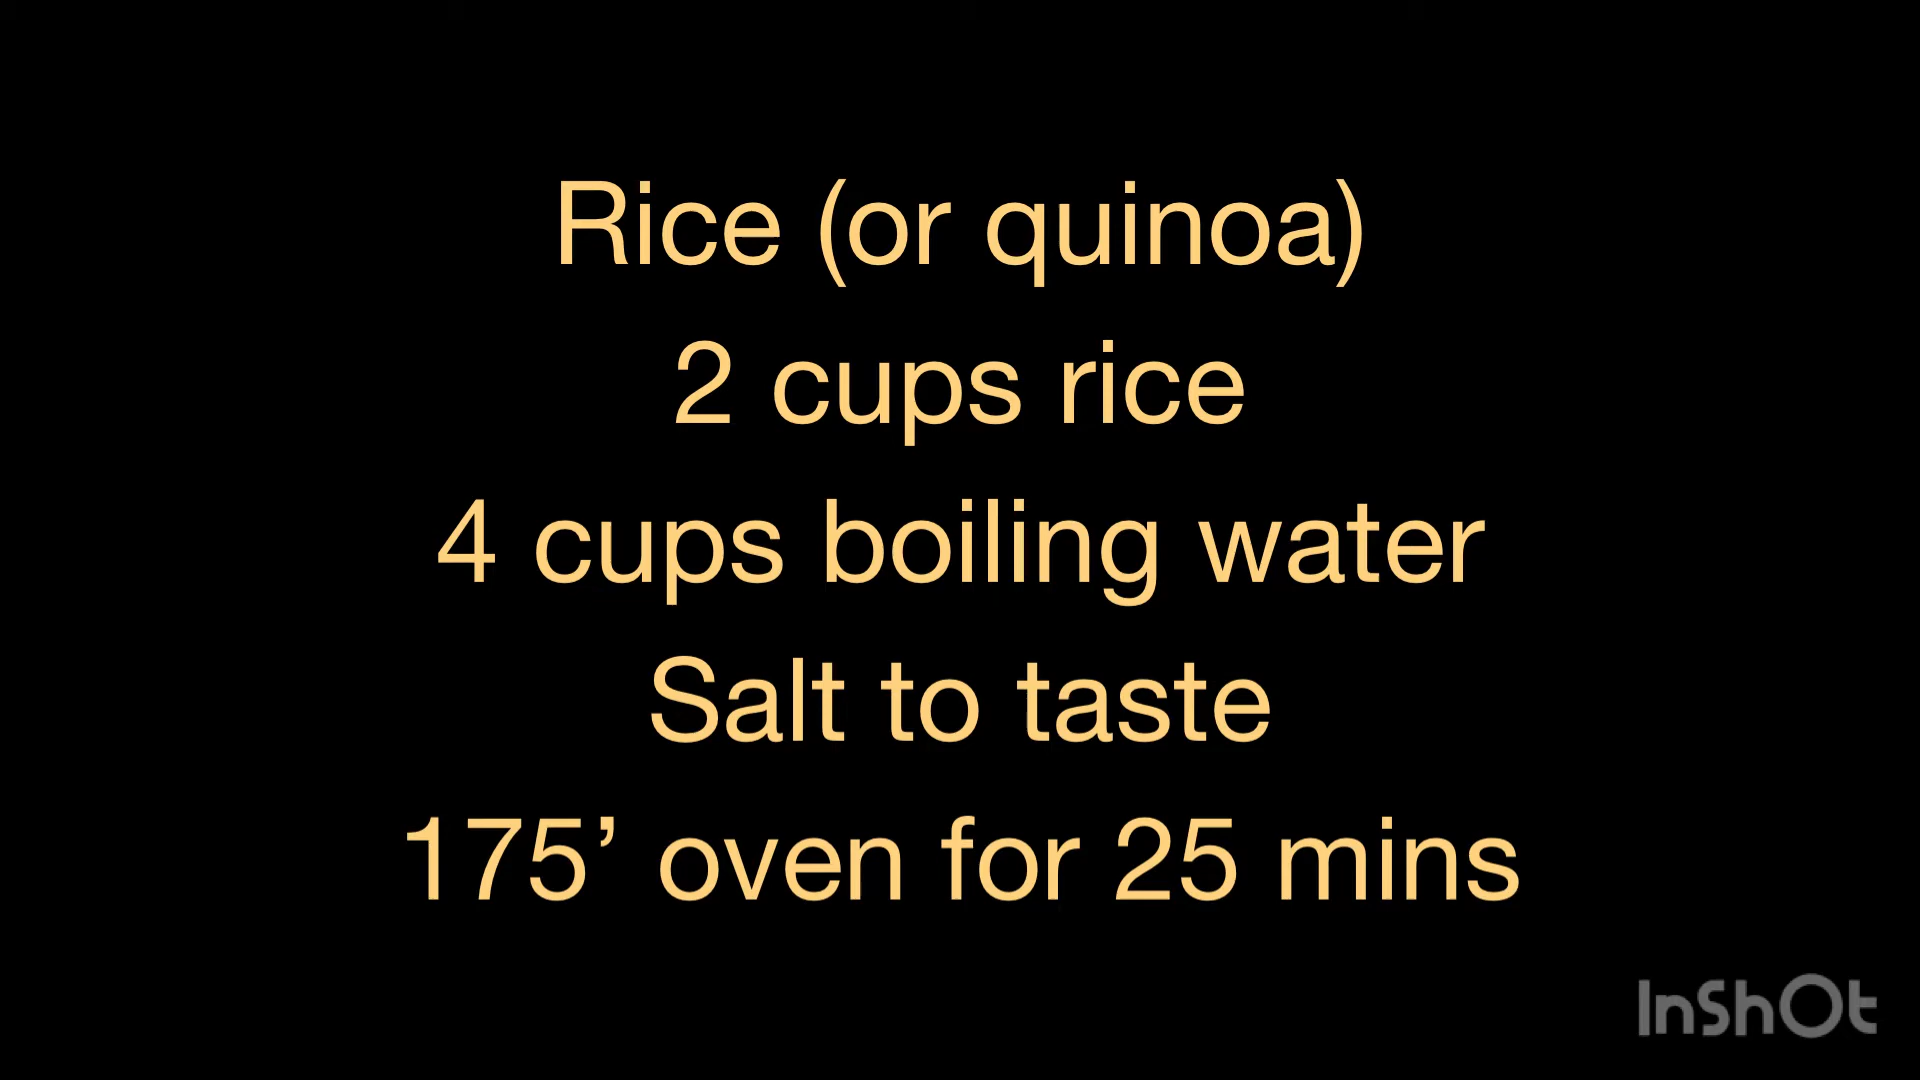 Rice (or quinoa)
2 cups rice
4 cups boiling water
Salt to taste
175’ oven for 25 mins
InShOt